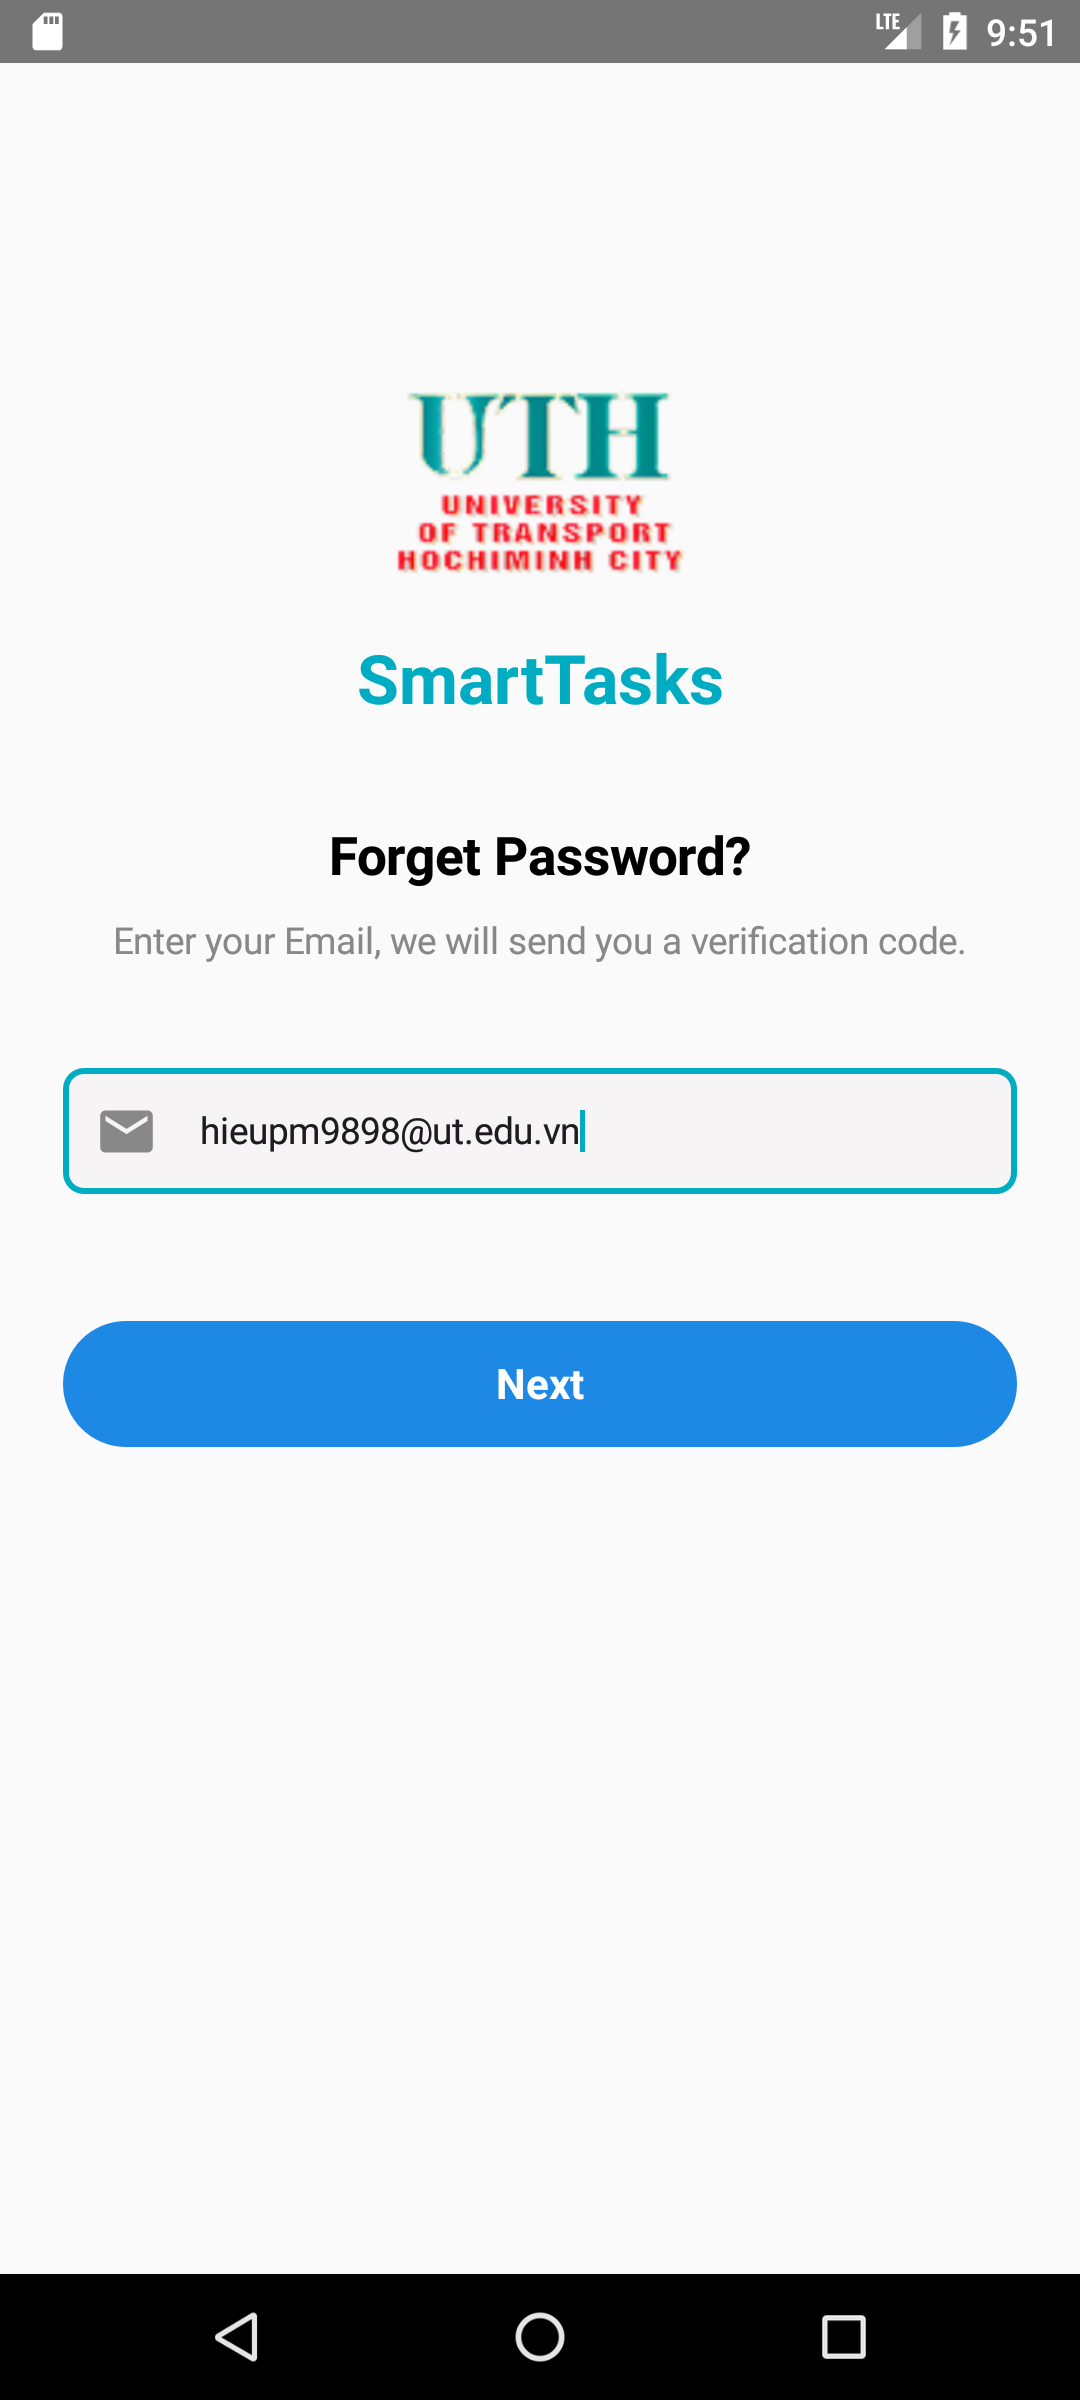 LTE 9:51
UTH
UNIVERSITY
OF TRANSPORT
HOCHIMINH CITY
SmartTasks
Forget Password?
Enter your Email, we will send you a verification code.
hieupm9898@ut.edu.vn
Next